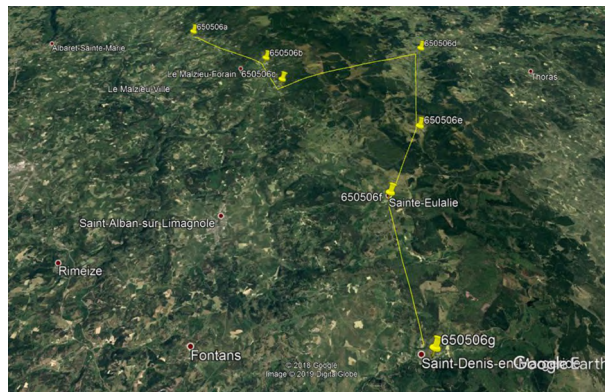 650506a
Albaret-Sainte-Marie
650506b
650506d
Le Malzieu-Forain
650506c
Thoras
Le Malzieu-Ville
650506e
650506f
Sainte-Eulalie
Saint-Alban-sur-Limagnole
Rimeize
650506g
Fontans
Saint-Denis-en-Margeride
Google Earth
© 2018 Google
Image © 2019 DigitalGlobe